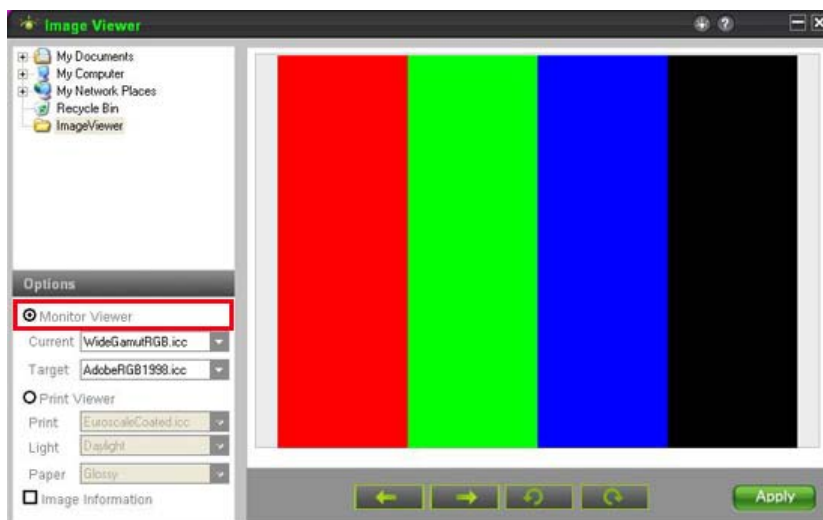 Image Viewer
My Documents
My Computer
My Network Places
Recycle Bin
ImageViewer
Options
Monitor Viewer
Current WideGamutRGB.icc
Target AdobeRGB1998.icc
Print Viewer
Print EuroscaleCoated.icc
Light Daylight
Paper Glossy
Image Information
Apply